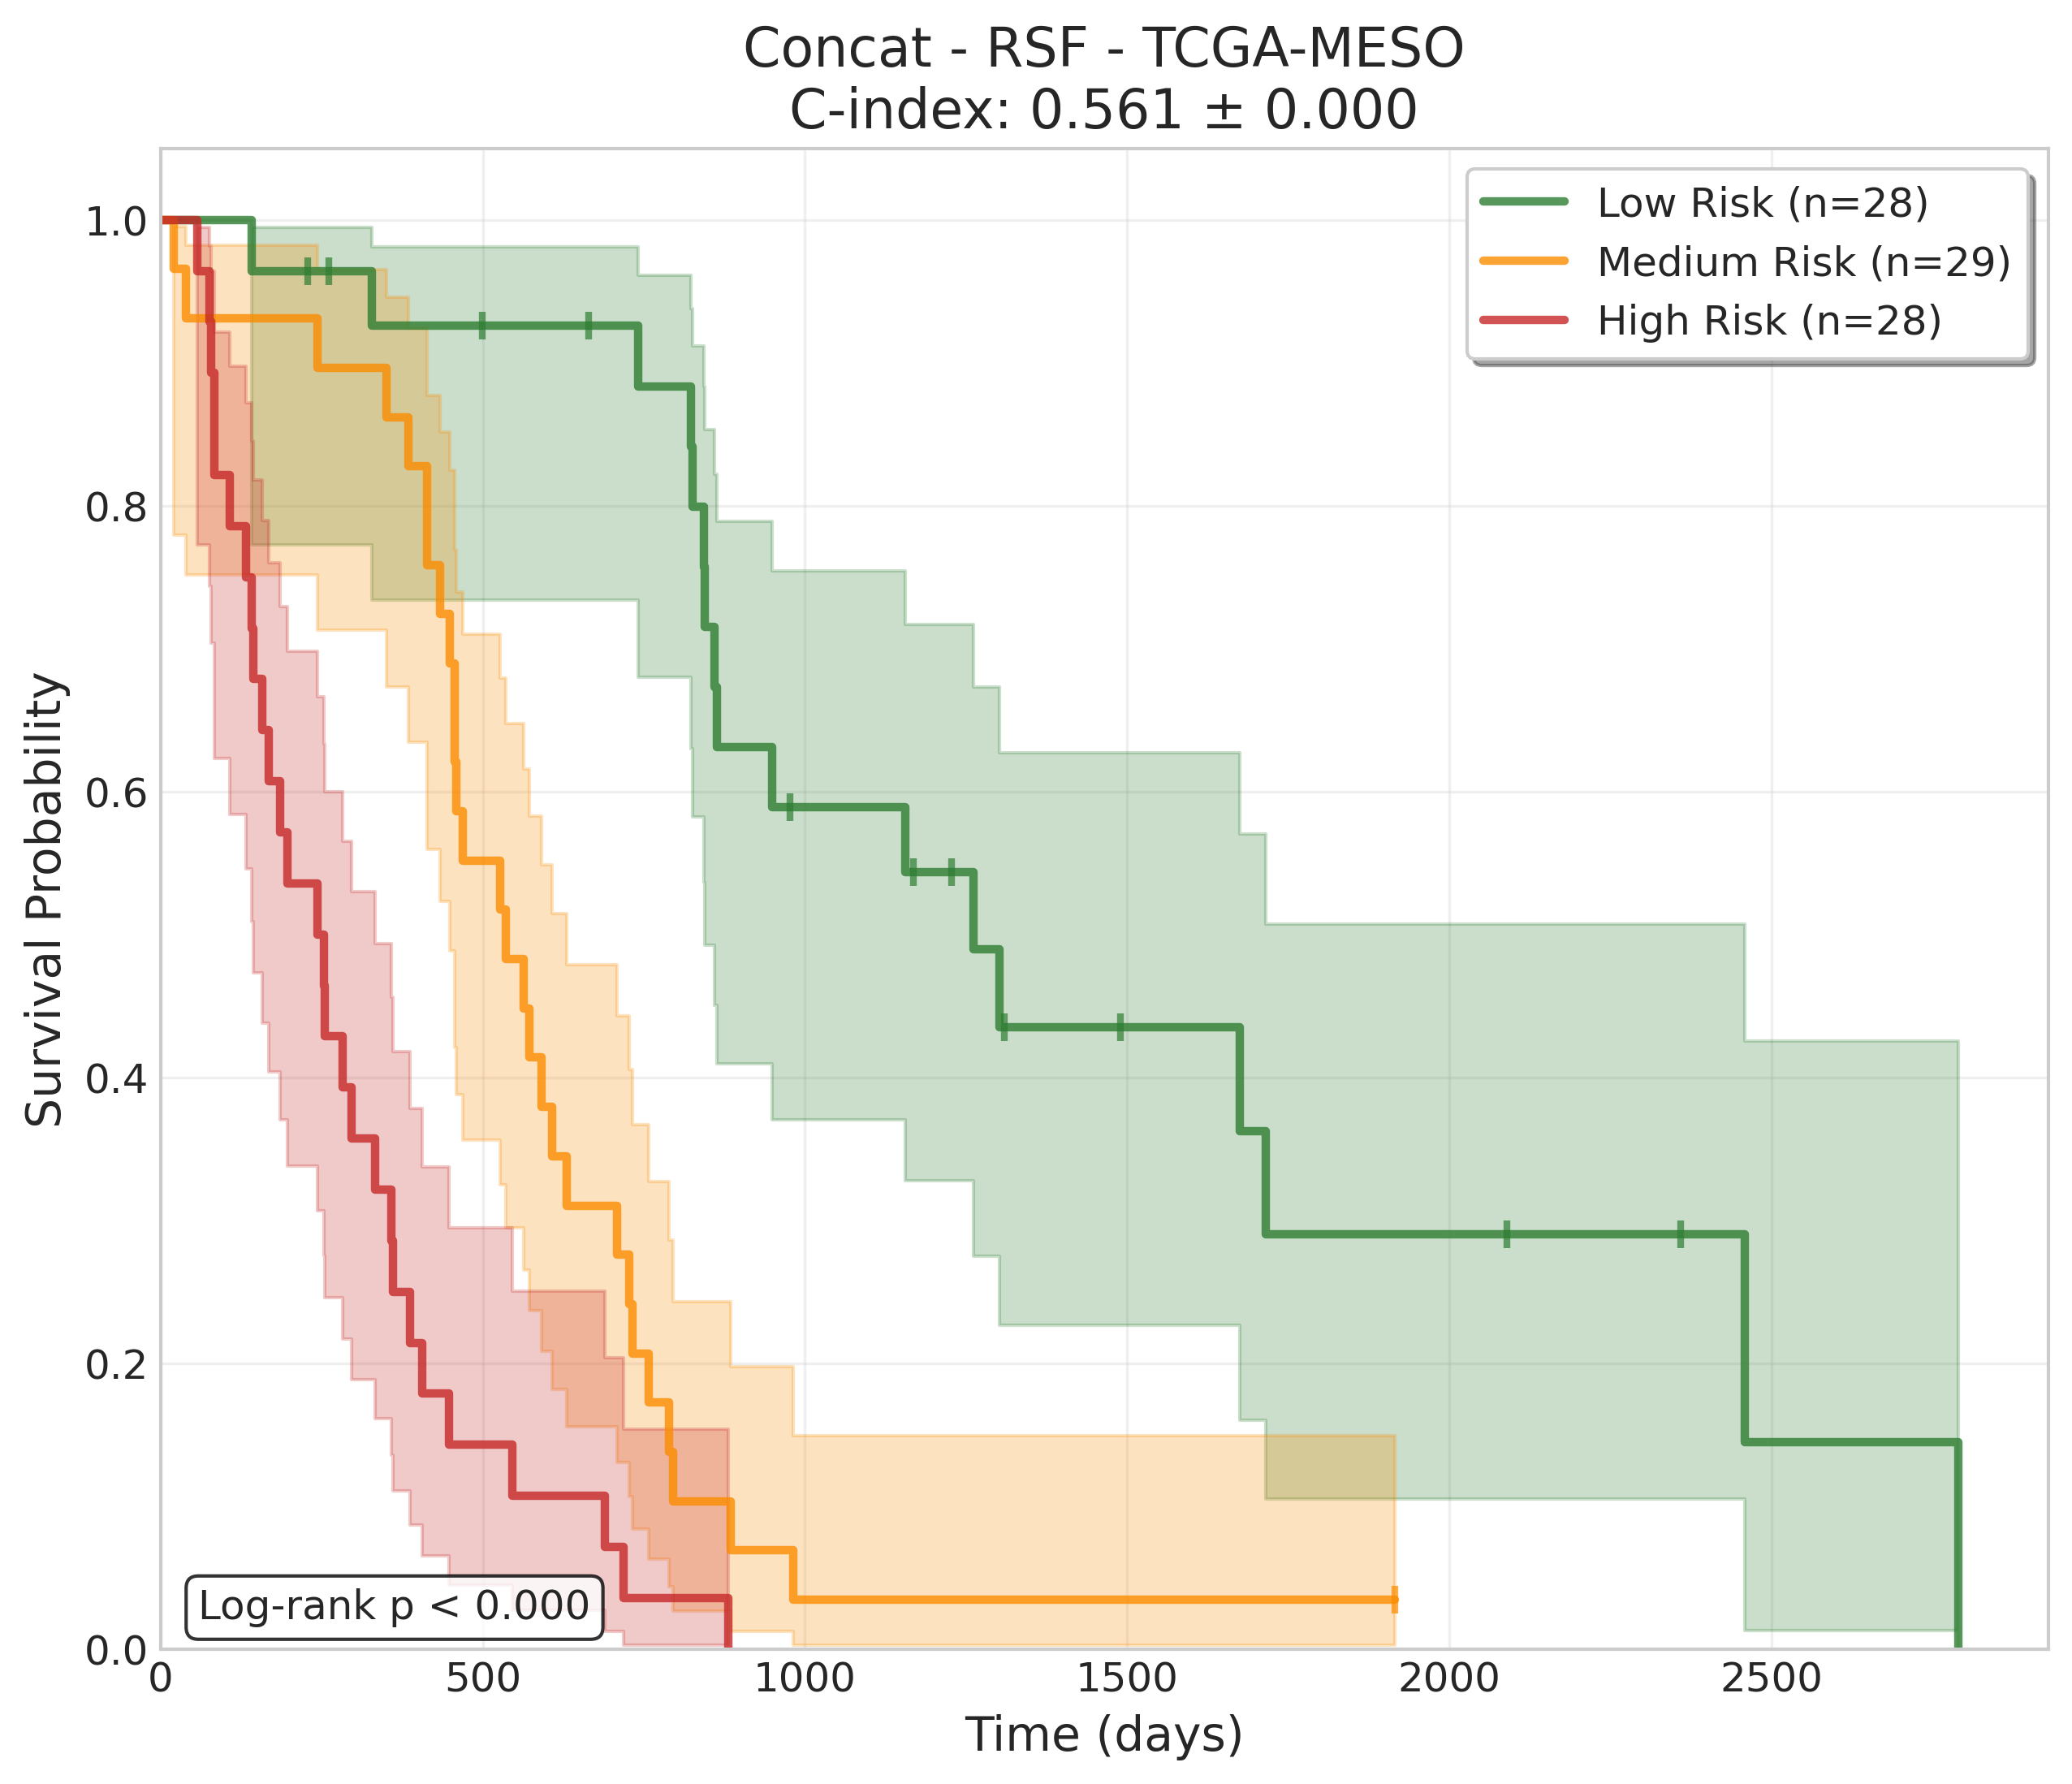 Concat - RSF - TCGA-MESO
C-index: 0.561 ± 0.000
Low Risk (n=28)
Medium Risk (n=29)
High Risk (n=28)
Survival Probability
1.0
0.8
0.6
0.4
0.2
0.0
Log-rank p < 0.000
0 500 1000 1500 2000 2500
Time (days)